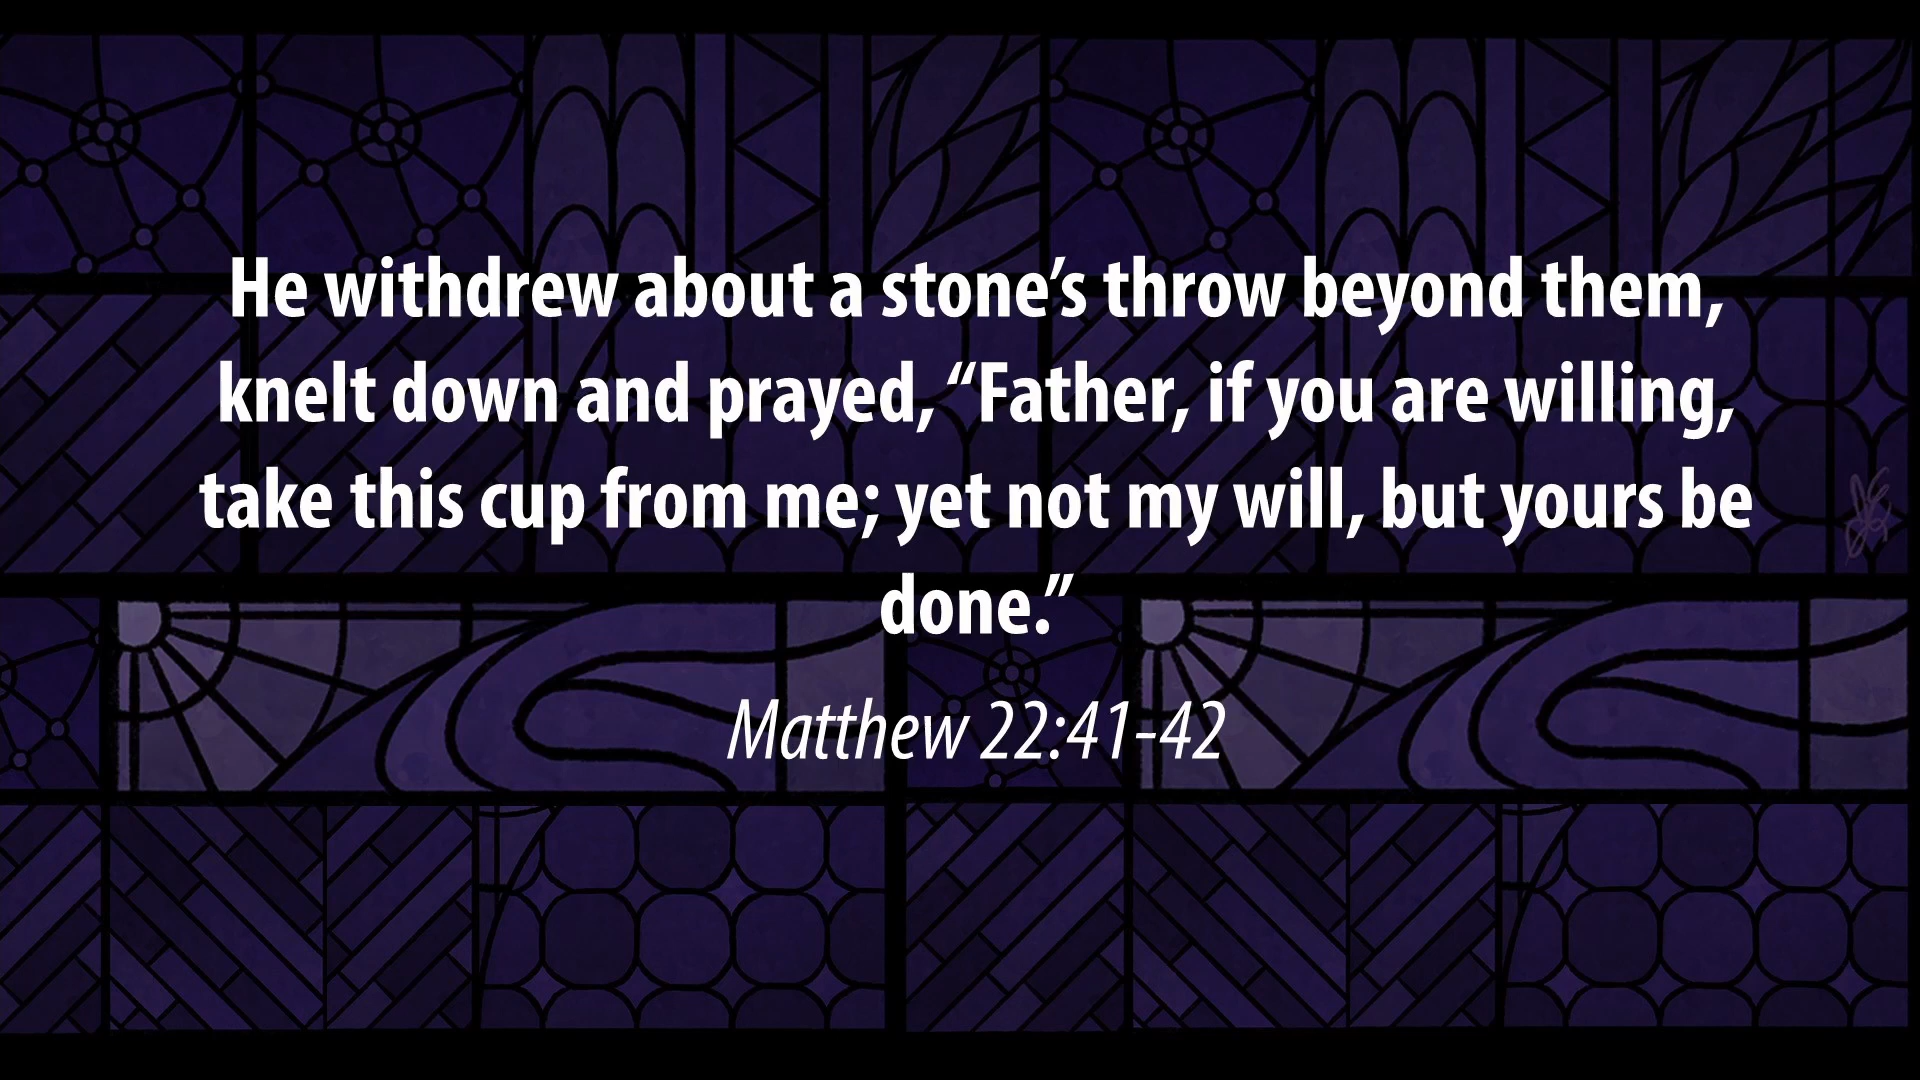 He withdrew about a stone’s throw beyond them,
knelt down and prayed, “Father, if you are willing,
take this cup from me; yet not my will, but yours be
done.”
Matthew 22:41-42